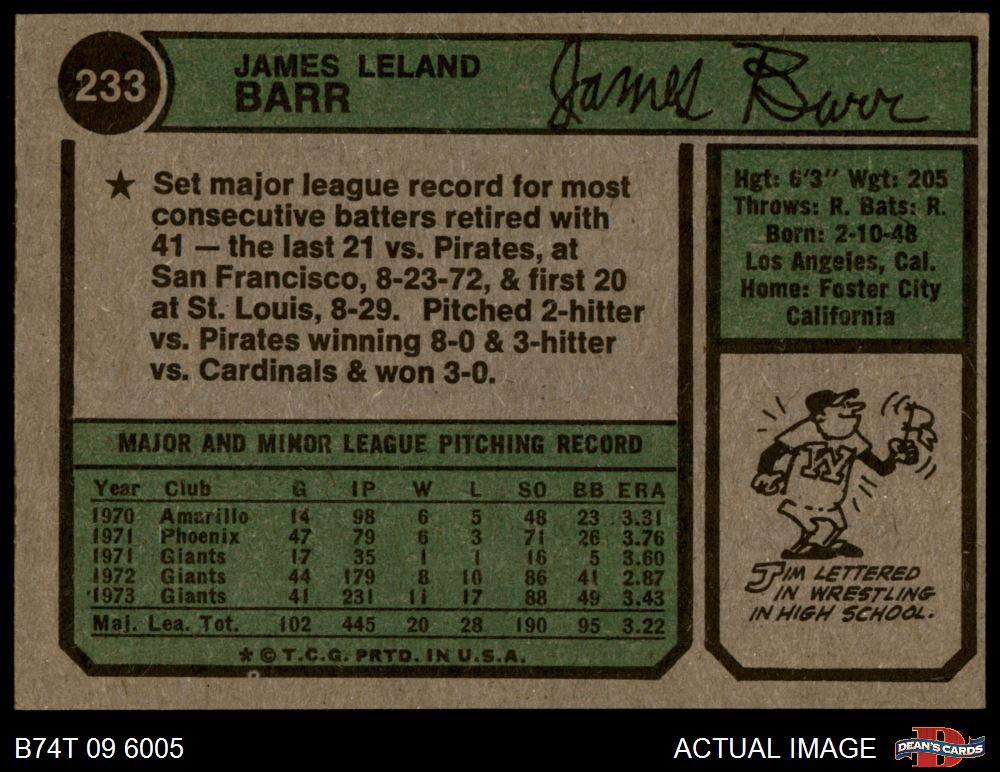 233
JAMES LELAND
BARR
James Barr
★ Set major league record for most
consecutive batters retired with
41 — the last 21 vs. Pirates, at
San Francisco, 8-23-72, & first 20
at St. Louis, 8-29. Pitched 2-hitter
vs. Pirates winning 8-0 & 3-hitter
vs. Cardinals & won 3-0.
Hgt: 6'3" Wgt: 205
Throws: R. Bats: R.
Born: 2-10-48
Los Angeles, Cal.
Home: Foster City
California
MAJOR AND MINOR LEAGUE PITCHING RECORD
Year Club G IP W L SO BB ERA
1970 Amarillo 14 98 6 5 48 23 3.31
1971 Phoenix 47 79 6 3 71 26 3.76
1971 Giants 17 35 1 1 16 5 3.60
1972 Giants 44 179 8 10 86 41 2.87
1973 Giants 41 231 11 17 88 49 3.43
Maj. Lea. Tot. 102 445 20 28 190 95 3.22
★ © T.C.G. PRTD. IN U.S.A.
JIM LETTERED
IN WRESTLING
IN HIGH SCHOOL.
B74T 09 6005
ACTUAL IMAGE
DEAN'S CARDS